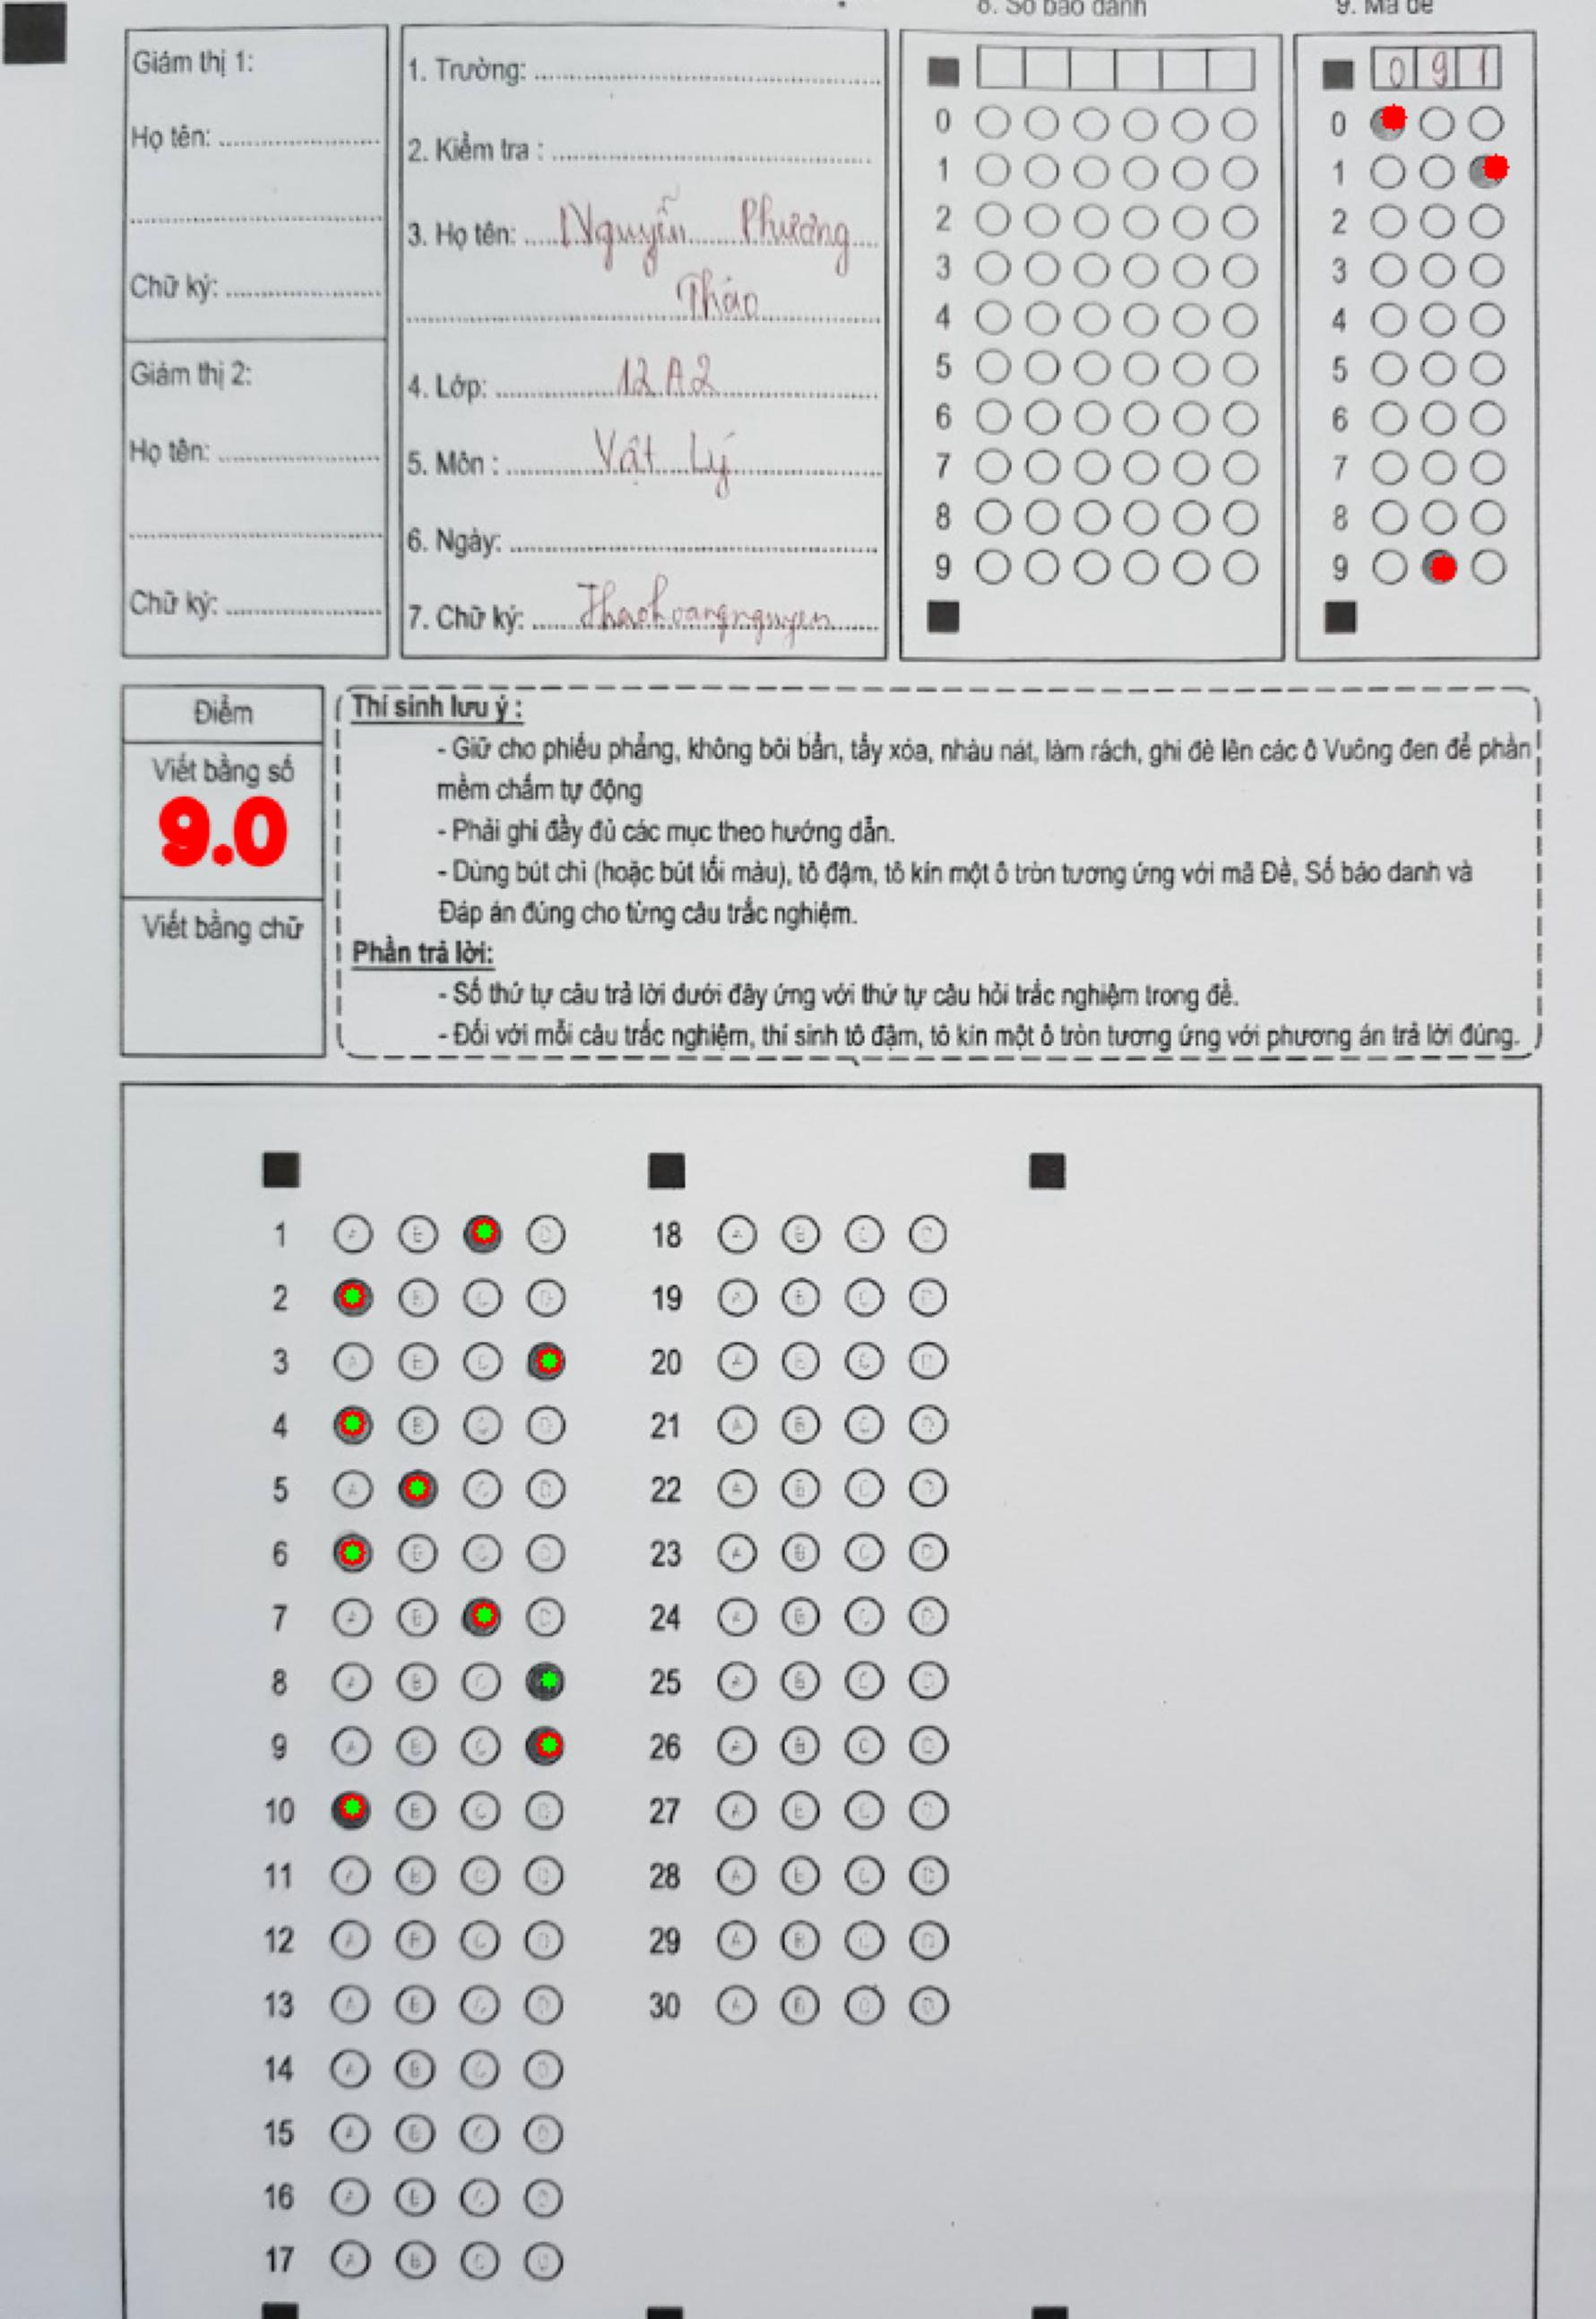 8. Số báo danh
9. Mã đề
Giám thị 1:
Họ tên:
Chữ ký:
Giám thị 2:
Họ tên:
Chữ ký:
1. Trường:
2. Kiểm tra :
3. Họ tên: Nguyễn Phương
Thảo
4. Lớp: 12A2
5. Môn : Vật Lý
6. Ngày:
7. Chữ ký: Thaohoangnguyen
0
1
2
3
4
5
6
7
8
9
0 9 1
0
1
2
3
4
5
6
7
8
9
Điểm
Viết bằng số
9.0
Viết bằng chữ
Thí sinh lưu ý :
- Giữ cho phiếu phẳng, không bôi bẩn, tẩy xóa, nhàu nát, làm rách, ghi đè lên các ô Vuông đen để phần
mềm chấm tự động
- Phải ghi đầy đủ các mục theo hướng dẫn.
- Dùng bút chì (hoặc bút tối màu), tô đậm, tô kín một ô tròn tương ứng với mã Đề, Số báo danh và
Đáp án đúng cho từng câu trắc nghiệm.
Phần trả lời:
- Số thứ tự câu trả lời dưới đây ứng với thứ tự câu hỏi trắc nghiệm trong đề.
- Đối với mỗi câu trắc nghiệm, thí sinh tô đậm, tô kín một ô tròn tương ứng với phương án trả lời đúng.
1 A B D
2 B C D
3 A B C
4 B C D
5 A C D
6 B C D
7 A B D
8 A B C
9 A B C
10 B C D
11 A B C D
12 A B C D
13 A B C D
14 A B C D
15 A B C D
16 A B C D
17 A B C D
18 A B C D
19 A B C D
20 A B C D
21 A B C D
22 A B C D
23 A B C D
24 A B C D
25 A B C D
26 A B C D
27 A B C D
28 A B C D
29 A B C D
30 A B C D